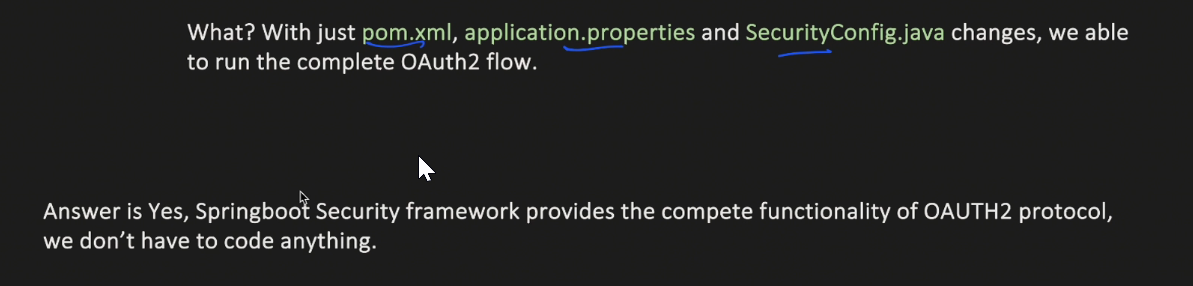 What? With just pom.xml, application.properties and SecurityConfig.java changes, we able
to run the complete OAuth2 flow.
Answer is Yes, Springboot Security framework provides the compete functionality of OAUTH2 protocol,
we don’t have to code anything.